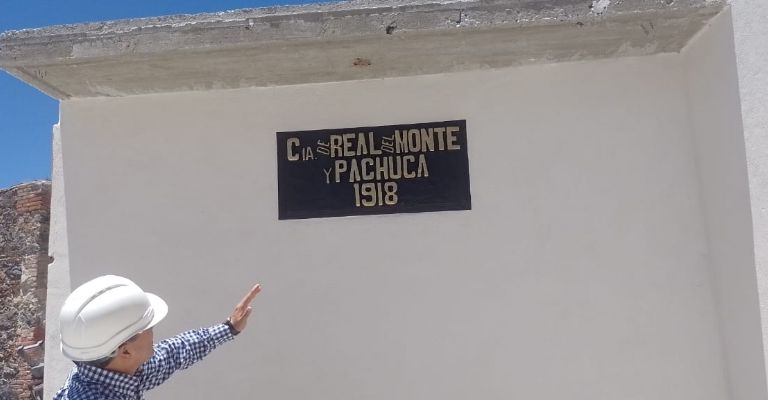 CIA. DE REAL DEL MONTE
Y PACHUCA
1918